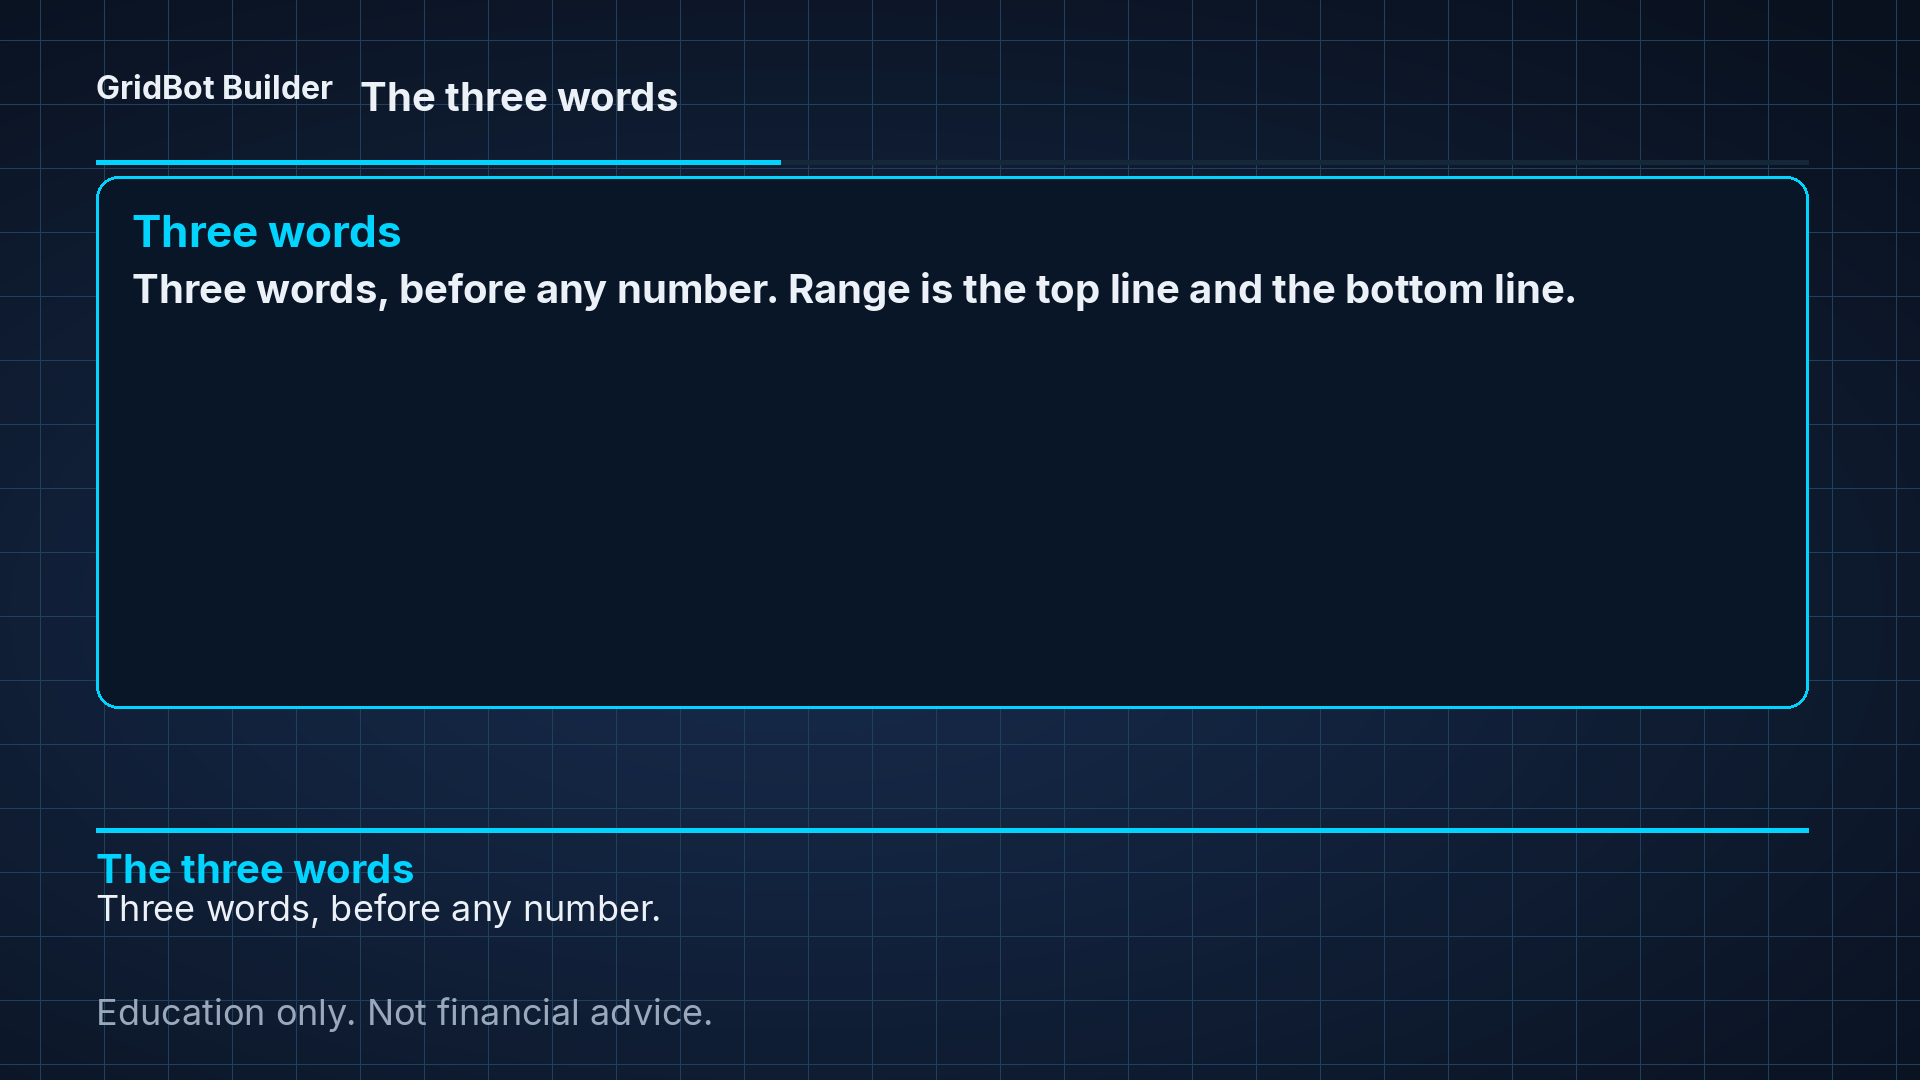 GridBot Builder
The three words
Three words
Three words, before any number. Range is the top line and the bottom line.
The three words
Three words, before any number.
Education only. Not financial advice.